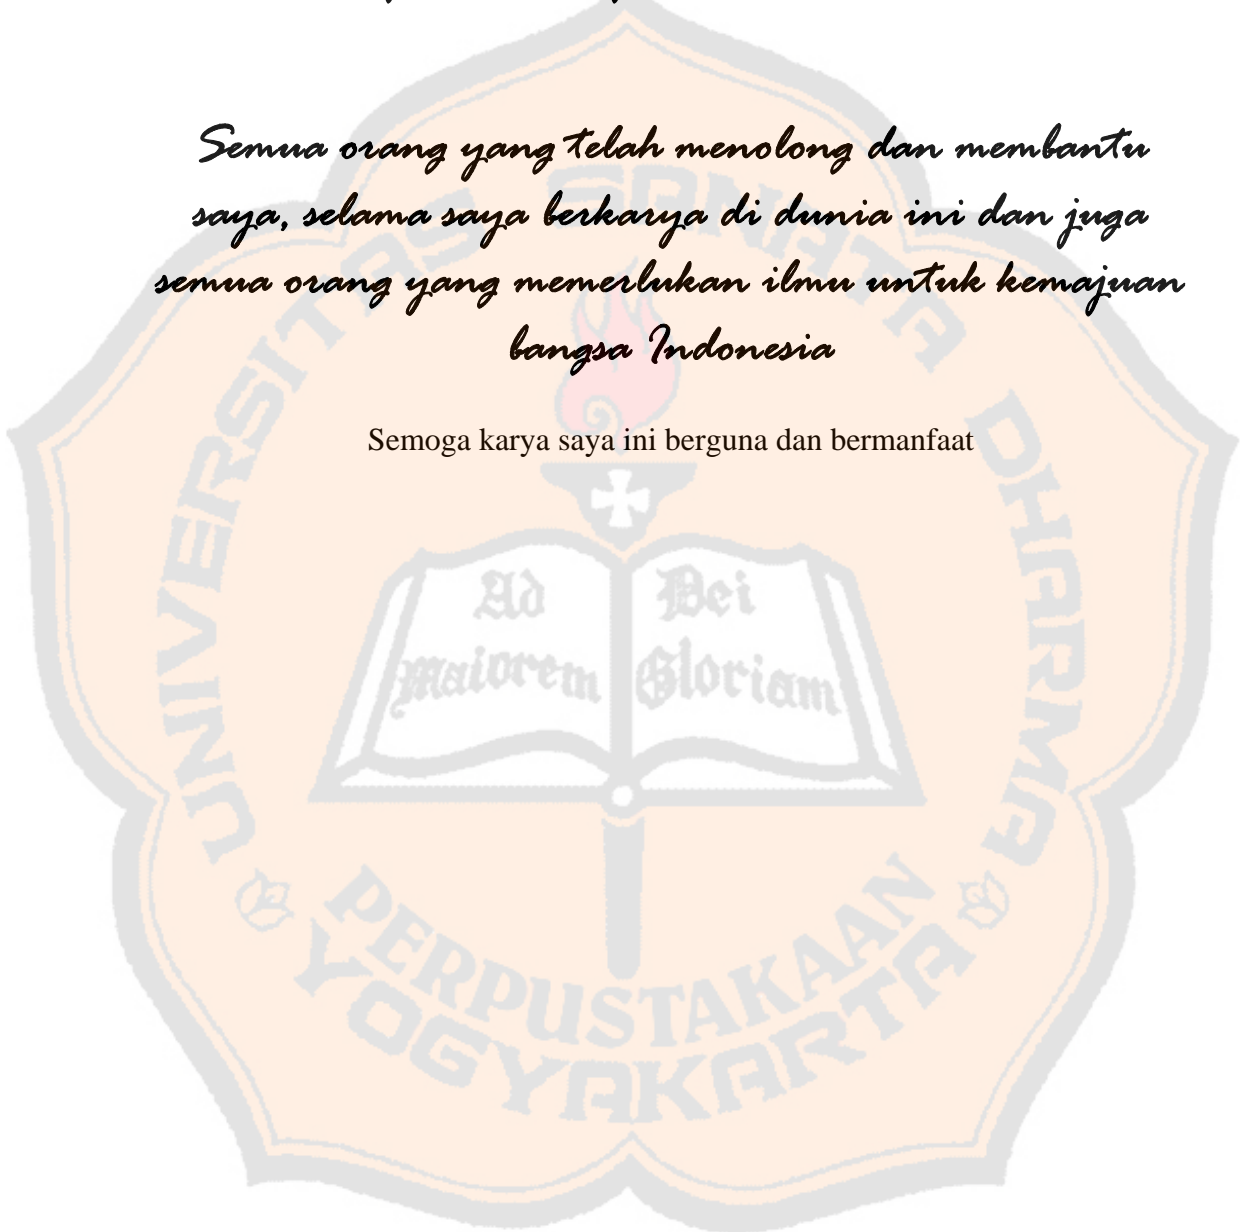 Semua orang yang telah menolong dan membantu
saya, selama saya berkarya di dunia ini dan juga
semua orang yang memerlukan ilmu untuk kemajuan
bangsa Indonesia
Semoga karya saya ini berguna dan bermanfaat
UNIVERSITAS SANATA DHARMA
Ad Dei
Maiorem Gloriam
PERPUSTAKAAN
YOGYAKARTA